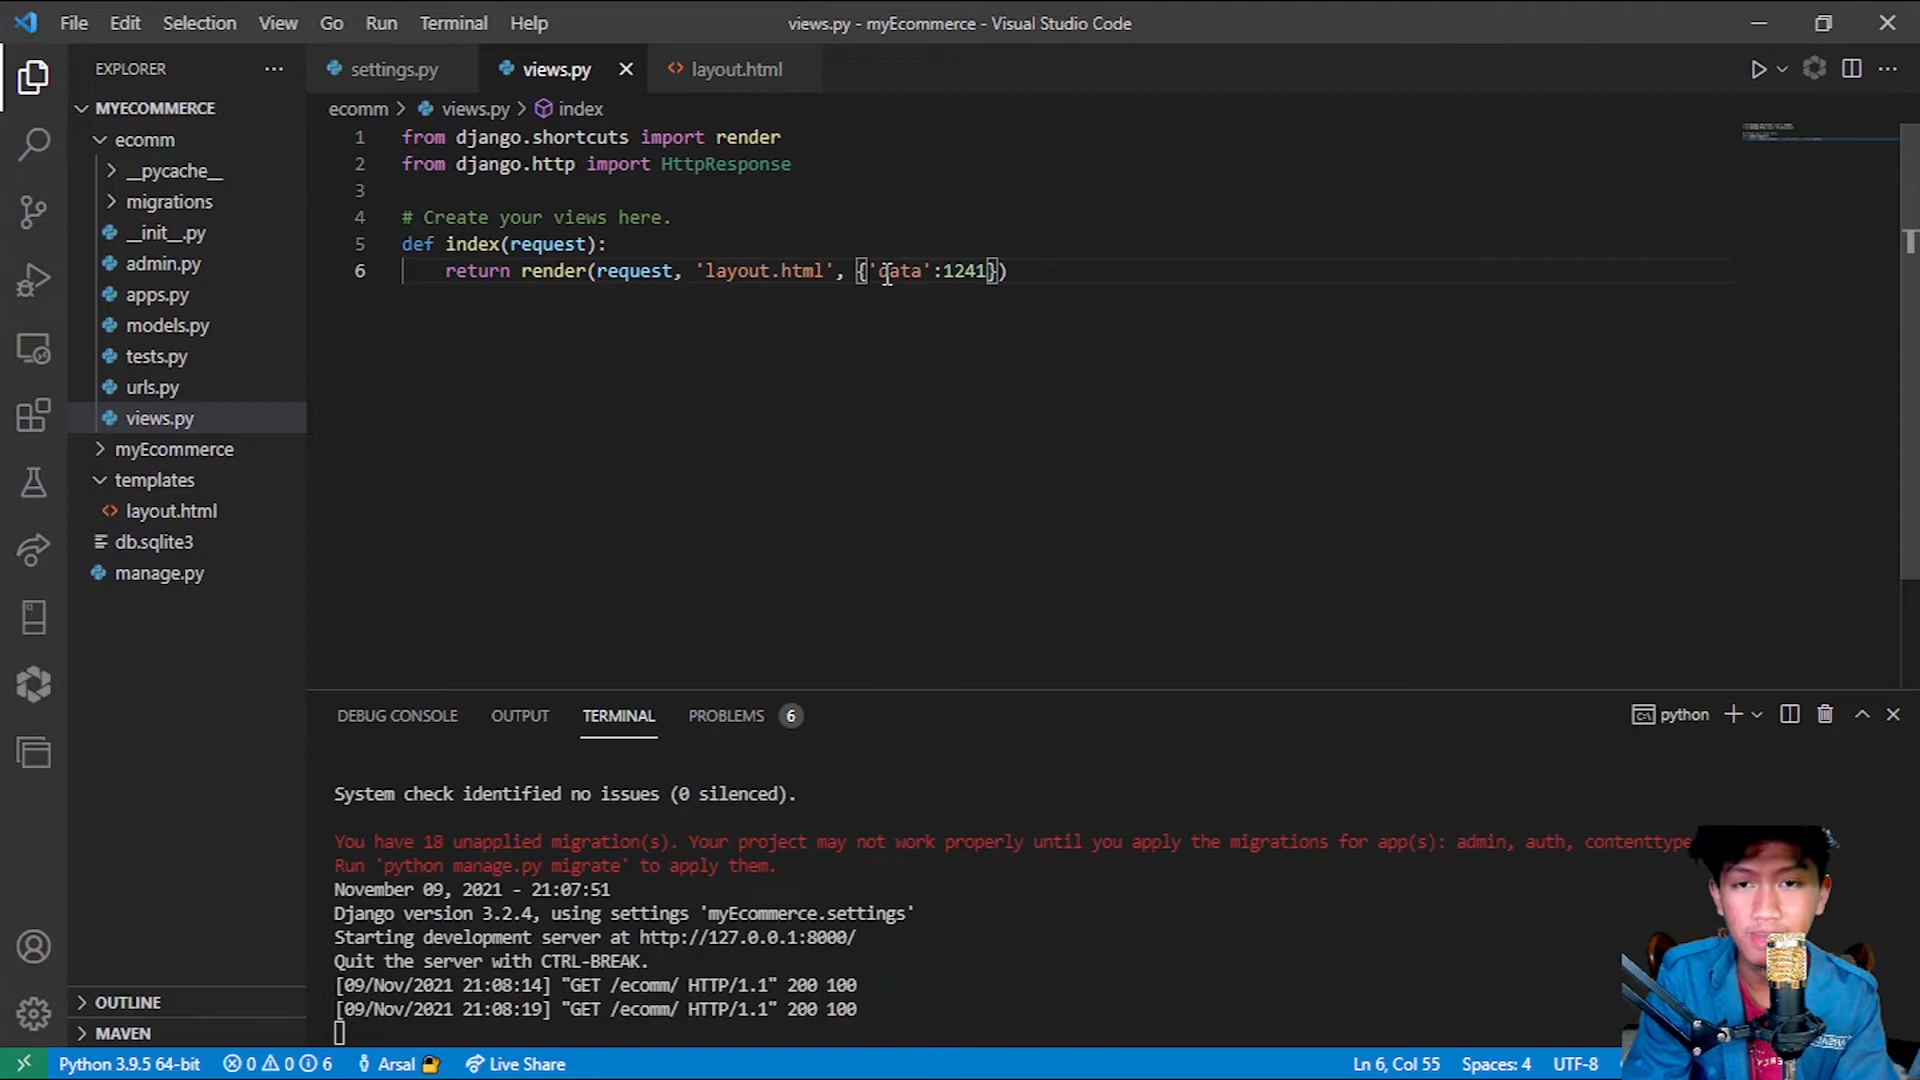 File Edit Selection View Go Run Terminal Help
views.py - myEcommerce - Visual Studio Code
EXPLORER
MYECOMMERCE
ecomm
__pycache__
migrations
__init__.py
admin.py
apps.py
models.py
tests.py
urls.py
views.py
myEcommerce
templates
layout.html
db.sqlite3
manage.py
OUTLINE
MAVEN
settings.py views.py layout.html
ecomm > views.py > index
1 from django.shortcuts import render
2 from django.http import HttpResponse
3
4 # Create your views here.
5 def index(request):
6 return render(request, 'layout.html', {'data':1241})
DEBUG CONSOLE OUTPUT TERMINAL PROBLEMS 6
python
System check identified no issues (0 silenced).
You have 18 unapplied migration(s). Your project may not work properly until you apply the migrations for app(s): admin, auth, contenttype
Run 'python manage.py migrate' to apply them.
November 09, 2021 - 21:07:51
Django version 3.2.4, using settings 'myEcommerce.settings'
Starting development server at http://127.0.0.1:8000/
Quit the server with CTRL-BREAK.
[09/Nov/2021 21:08:14] "GET /ecomm/ HTTP/1.1" 200 100
[09/Nov/2021 21:08:19] "GET /ecomm/ HTTP/1.1" 200 100
Python 3.9.5 64-bit 0 0 6 Arsal Live Share Ln 6, Col 55 Spaces: 4 UTF-8